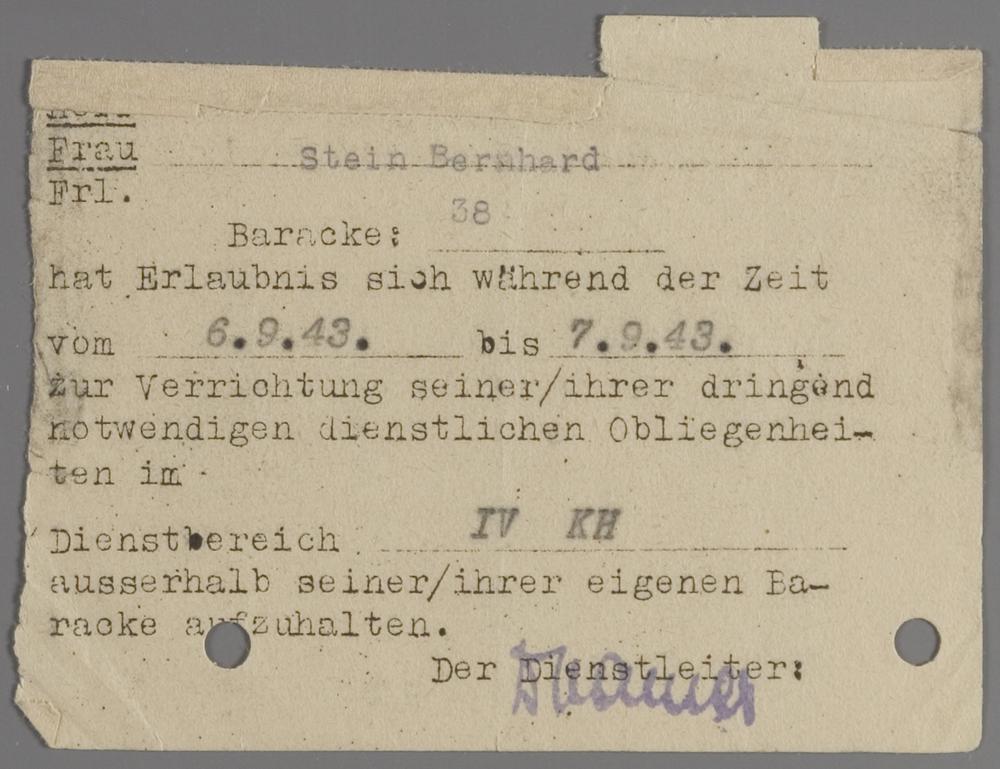 Herr
Frau
Stein Bernhard
Frl.
38
Baracke:
hat Erlaubnis sich während der Zeit
vom 6.9.43. bis 7.9.43.
zur Verrichtung seiner/ihrer dringend
notwendigen dienstlichen Obliegenhei-
ten im
Dienstbereich IV KH
ausserhalb seiner/ihrer eigenen Ba-
racke aufzuhalten.
Der Dienstleiter: